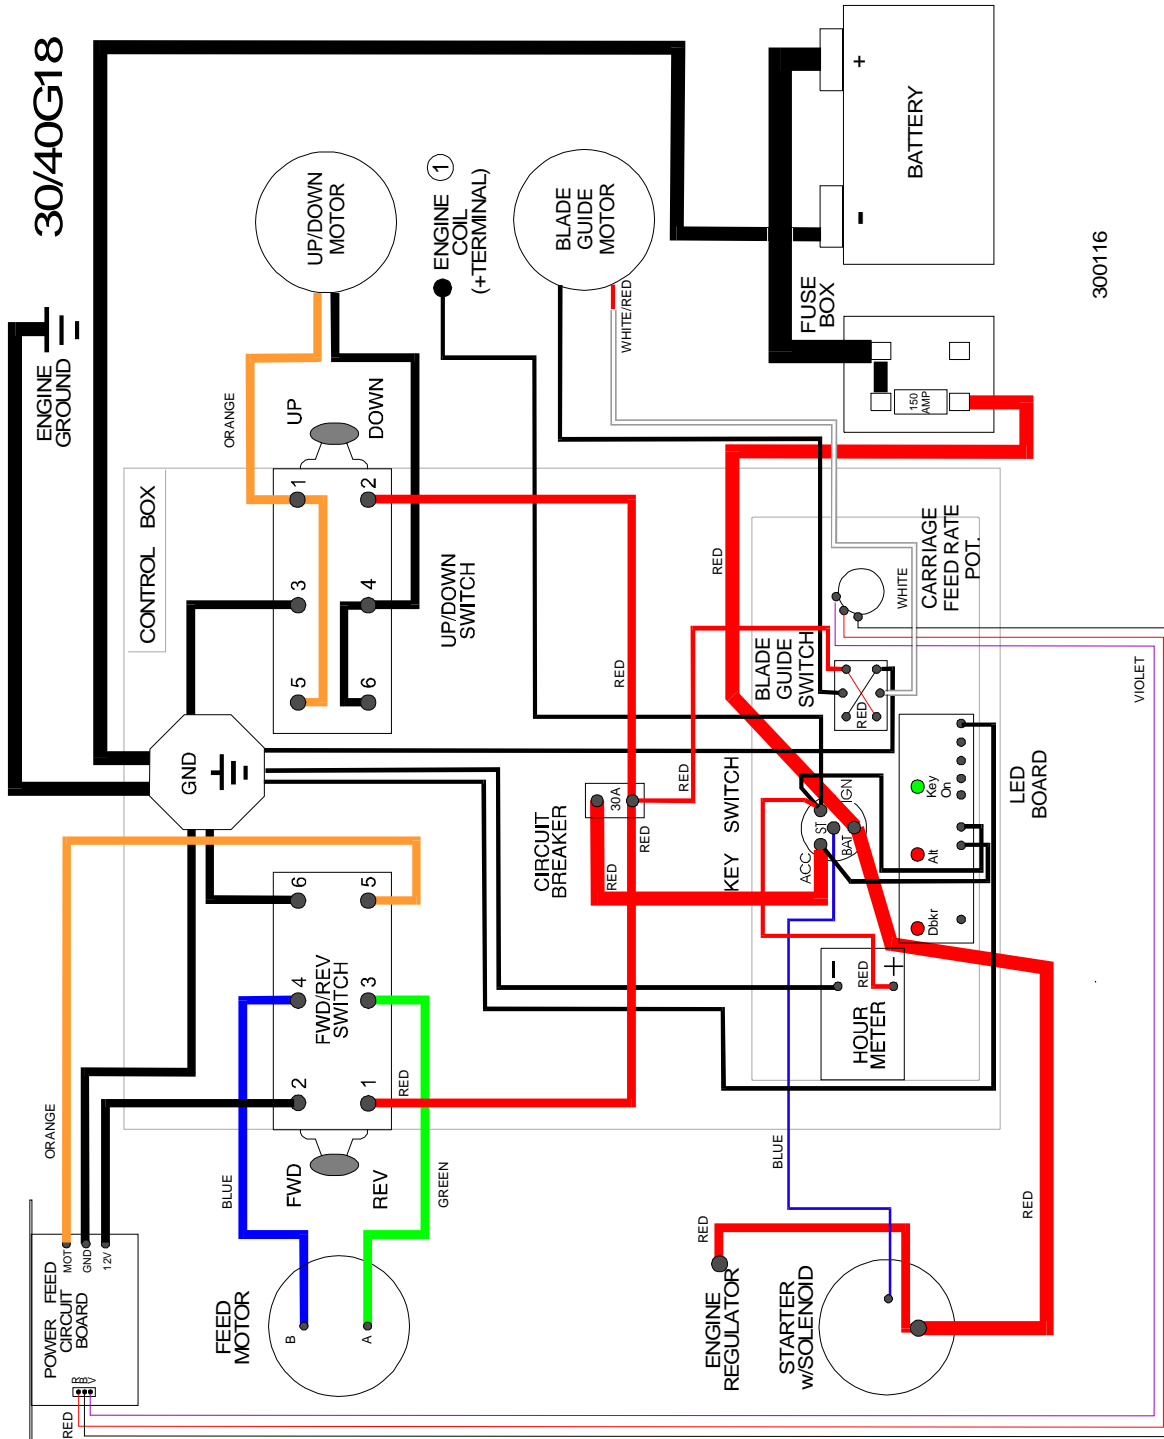 30/40G18
ENGINE
GROUND
UP/DOWN
MOTOR
ENGINE
COIL
(+TERMINAL)
1
BLADE
GUIDE
MOTOR
BATTERY
+
-
FUSE
BOX
300116
150
AMP
WHITE/RED
ORANGE
UP
DOWN
CONTROL BOX
1
2
3
4
5
6
UP/DOWN
SWITCH
RED
RED
CARRIAGE
FEED RATE
POT.
WHITE
BLADE
GUIDE
SWITCH
RED
VIOLET
GND
CIRCUIT
BREAKER
30A
RED
RED
RED
KEY SWITCH
IGN
ST
BAT
ACC
LED
BOARD
Key
On
Alt
Dbkr
6
5
4
3
2
1
FWD/REV
SWITCH
RED
HOUR
METER
-
+
RED
ORANGE
FWD
REV
BLUE
GREEN
BLUE
RED
POWER FEED
CIRCUIT
BOARD
MOT
GND
12V
R
B
V
RED
FEED
MOTOR
B
A
RED
ENGINE
REGULATOR
STARTER
w/SOLENOID